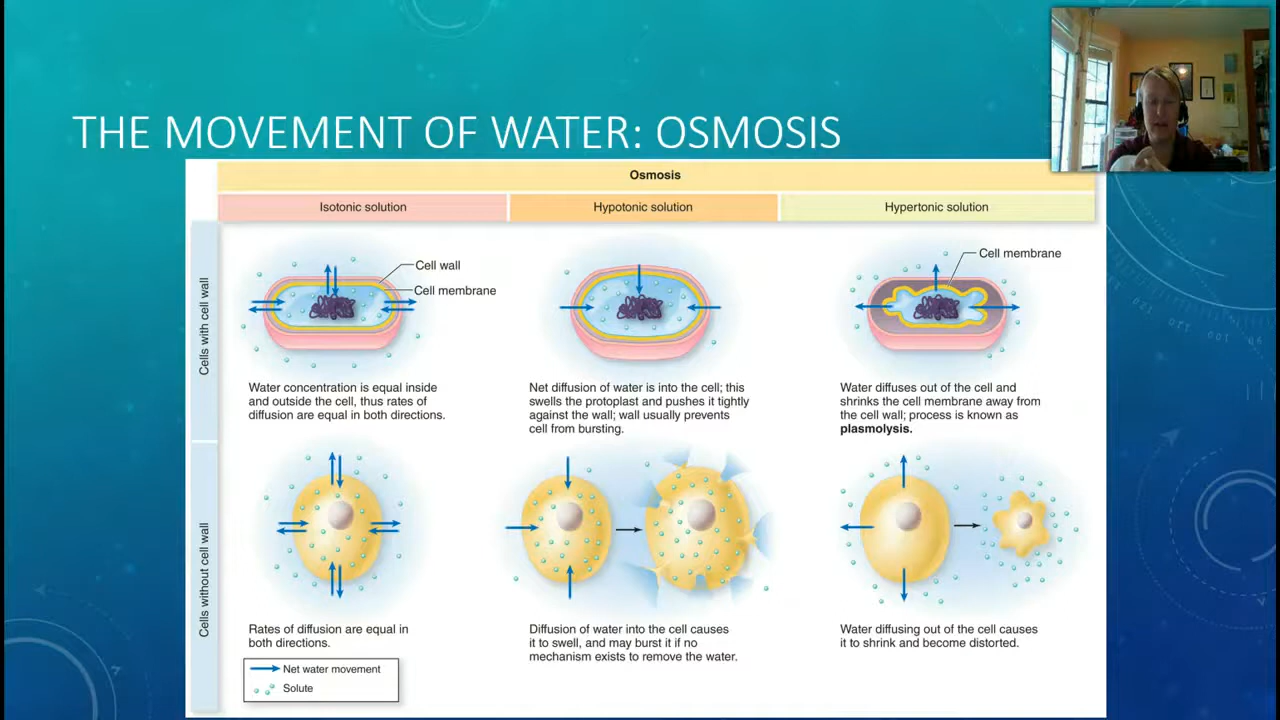 THE MOVEMENT OF WATER: OSMOSIS
Osmosis
Isotonic solution
Hypotonic solution
Hypertonic solution
Cells with cell wall
Cell wall
Cell membrane
Cell membrane
Water concentration is equal inside
and outside the cell, thus rates of
diffusion are equal in both directions.
Net diffusion of water is into the cell; this
swells the protoplast and pushes it tightly
against the wall; wall usually prevents
cell from bursting.
Water diffuses out of the cell and
shrinks the cell membrane away from
the cell wall; process is known as
plasmolysis.
Cells without cell wall
Rates of diffusion are equal in
both directions.
Diffusion of water into the cell causes
it to swell, and may burst it if no
mechanism exists to remove the water.
Water diffusing out of the cell causes
it to shrink and become distorted.
Net water movement
Solute